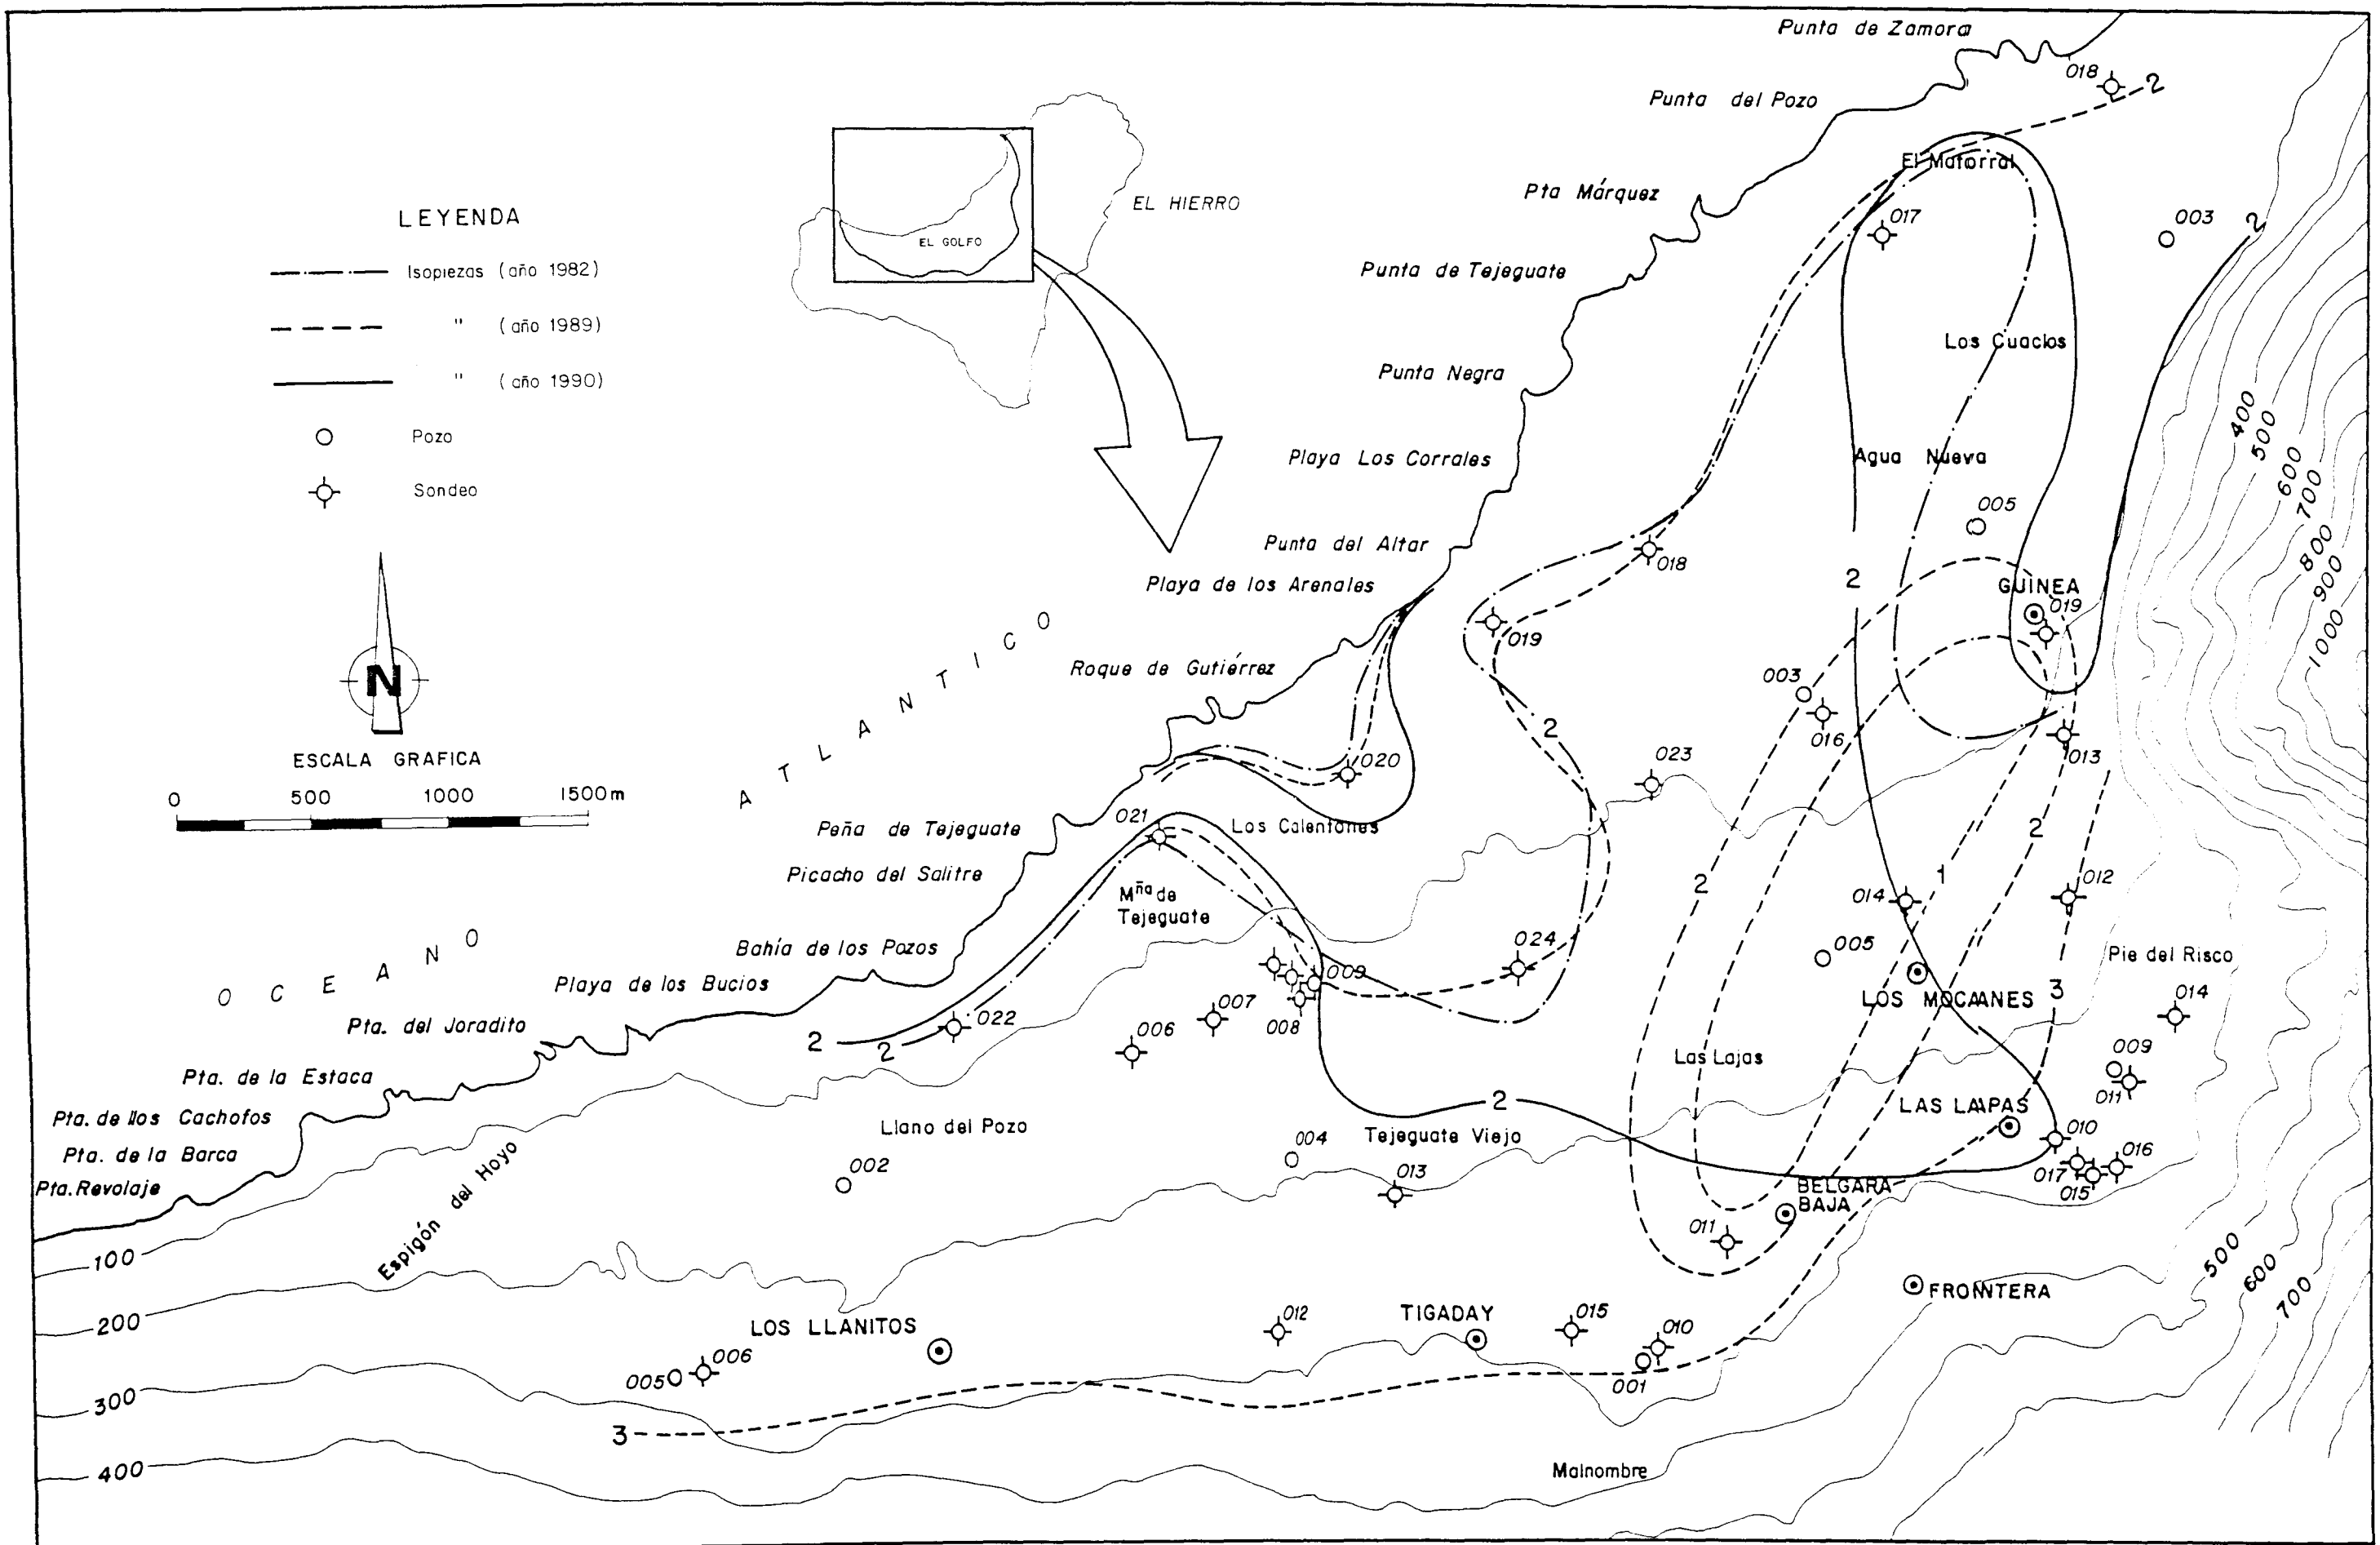 Punta de Zamora
018
2
Punta del Pozo
El Matorral
Pta Márquez
EL HIERRO
003
2
LEYENDA
017
EL GOLFO
Isopiezas (año 1982)
Punta de Tejeguate
" (año 1989)
Los Cuaclos
Punta Negra
" (año 1990)
400
500
600
700
800
900
1000
Pozo
Playa Los Corrales
Agua Nueva
Sondeo
005
Punta del Altar
018
2
Playa de los Arenales
GUINEA
019
019
Roque de Gutiérrez
003
N
016
2
013
ESCALA GRAFICA
020
023
0 500 1000 1500m
OCEANO ATLANTICO
Peña de Tejeguate
021
Los Calentones
2
Picacho del Salitre
2
1
012
Mña de
Tejeguate
014
Bahía de los Pozos
024
005
Pie del Risco
009
Playa de los Bucios
LOS MOCAANES
3
014
007
008
Pta. del Joradito
022
006
2
2
Las Lajas
009
Pta. de la Estaca
011
2
LAS LAAPAS
Pta. de llos Cachofos
Llano del Pozo
Tejeguate Viejo
010
004
Pta. de la Barca
002
013
017
016
015
Pta. Revolaje
BELGARA
BAJA
Espigón del Hoyo
011
100
500
600
700
FRONNTERA
200
LOS LLANITOS
012
TIGADAY
015
010
005
006
001
300
3
400
Malnombre